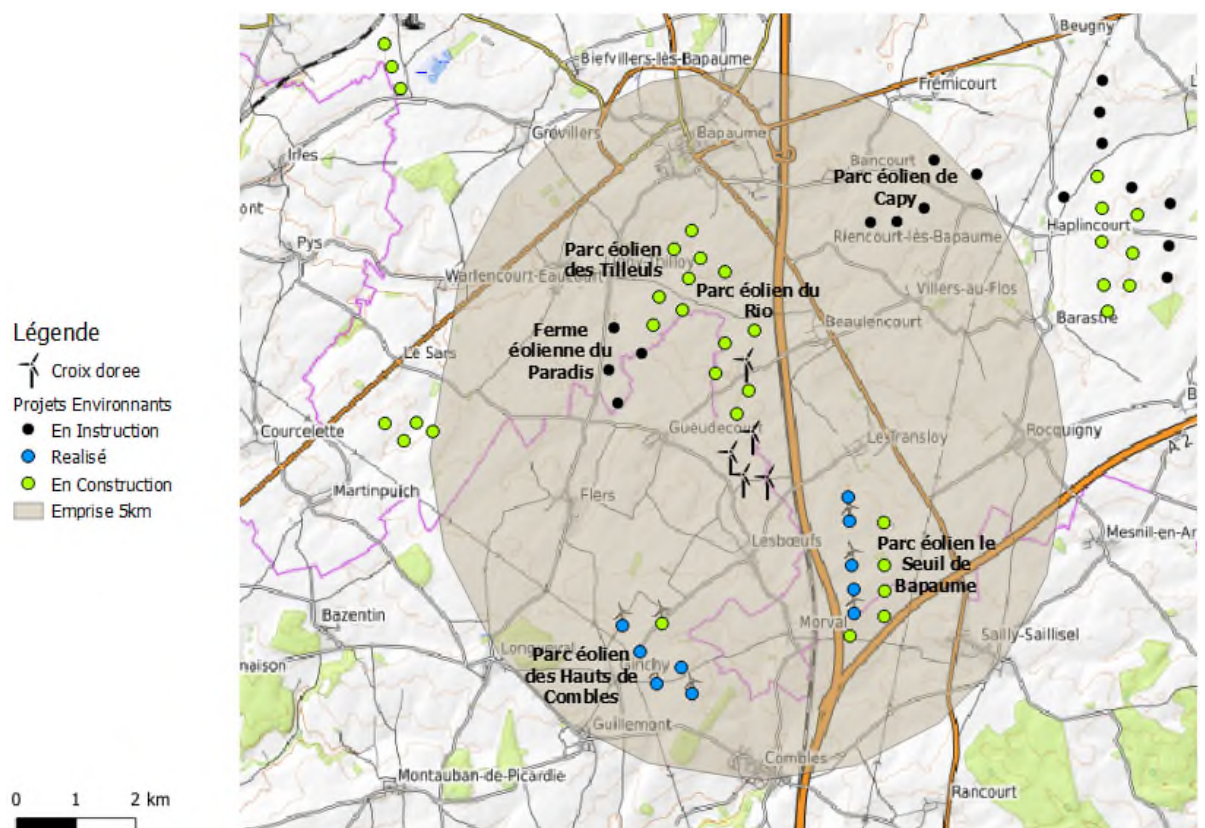 Beugny
Biefvillers-lès-Bapaume
Frémicourt
Grévillers
Bapaume
Irles
Bancourt
Parc éolien de
Capy
Haplincourt
Riencourt-lès-Bapaume
Pys
Parc éolien
des Tilleuls
Warlencourt-Eaucourt
Parc éolien du
Rio
Villers-au-Flos
Barastre
Beaulencourt
Légende
Ferme
éolienne du
Paradis
Le Sars
Croix doree
Projets Environnants
En Instruction
Realisé
En Construction
Emprise 5km
Courcelette
Gueudecourt
Le Transloy
Rocquigny
A 2
Martinpuich
Flers
Lesbœufs
Mesnil-en-Ar
Parc éolien le
Seuil de
Bapaume
Bazentin
Morval
Sailly-Saillisel
Longueval
Ginchy
Parc éolien
des Hauts de
Combles
naison
Guillemont
Combles
Montauban-de-Picardie
Rancourt
0 1 2 km